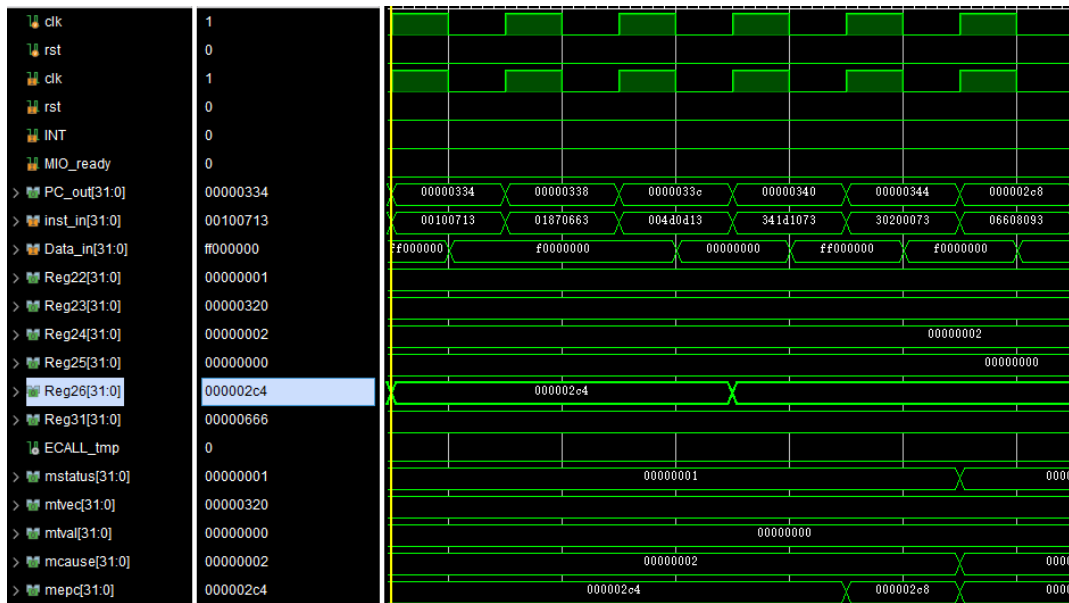 clk 1
rst 0
clk 1
rst 0
INT 0
MIO_ready 0
PC_out[31:0] 00000334 00000334 00000338 0000033c 00000340 00000344 000002c8
inst_in[31:0] 00100713 00100713 01870663 004d0d13 341d1073 30200073 06608093
Data_in[31:0] ff000000 ff000000 f0000000 00000000 ff000000 f0000000
Reg22[31:0] 00000001
Reg23[31:0] 00000320
Reg24[31:0] 00000002 00000002
Reg25[31:0] 00000000 00000000
Reg26[31:0] 000002c4 000002c4
Reg31[31:0] 00000666
ECALL_tmp 0
mstatus[31:0] 00000001 00000001 0000
mtvec[31:0] 00000320
mtval[31:0] 00000000 00000000
mcause[31:0] 00000002 00000002 0000
mepc[31:0] 000002c4 000002c4 000002c8 0000